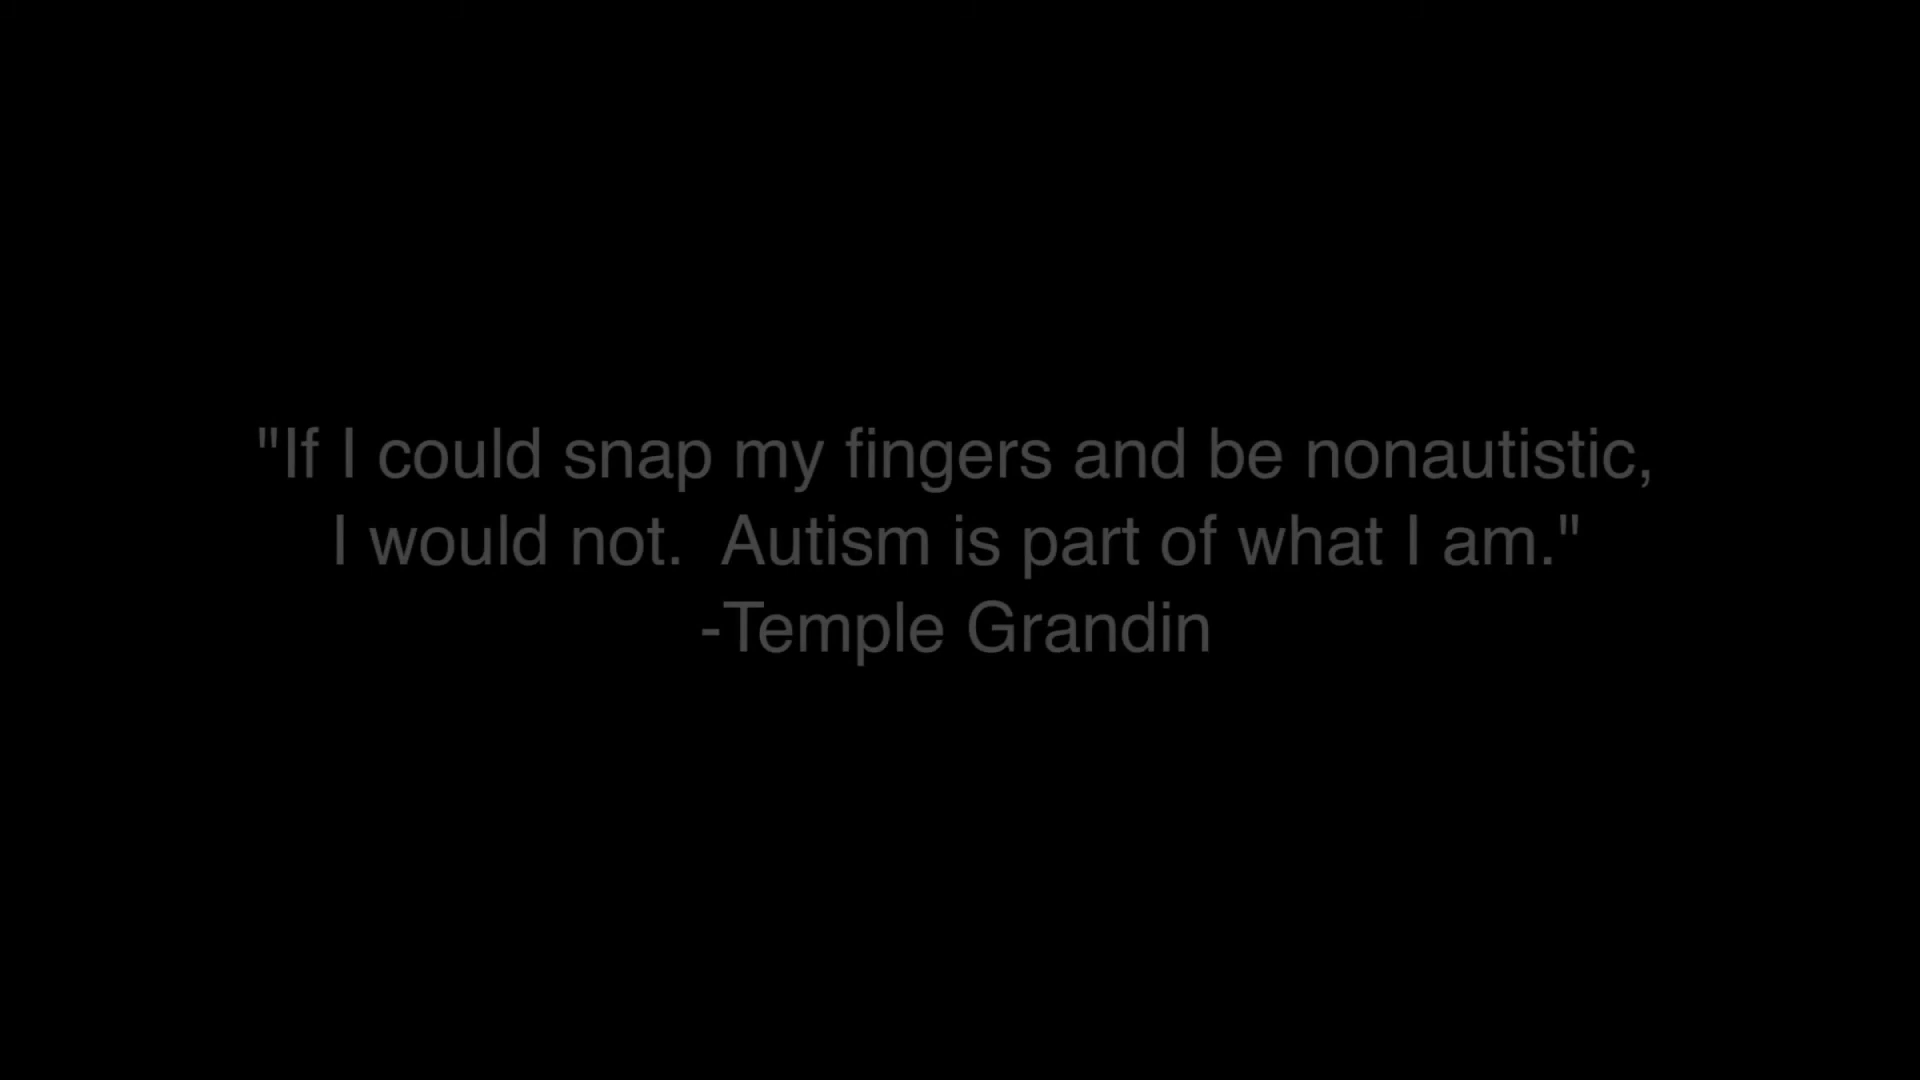 "If I could snap my fingers and be nonautistic,
I would not.  Autism is part of what I am."
-Temple Grandin